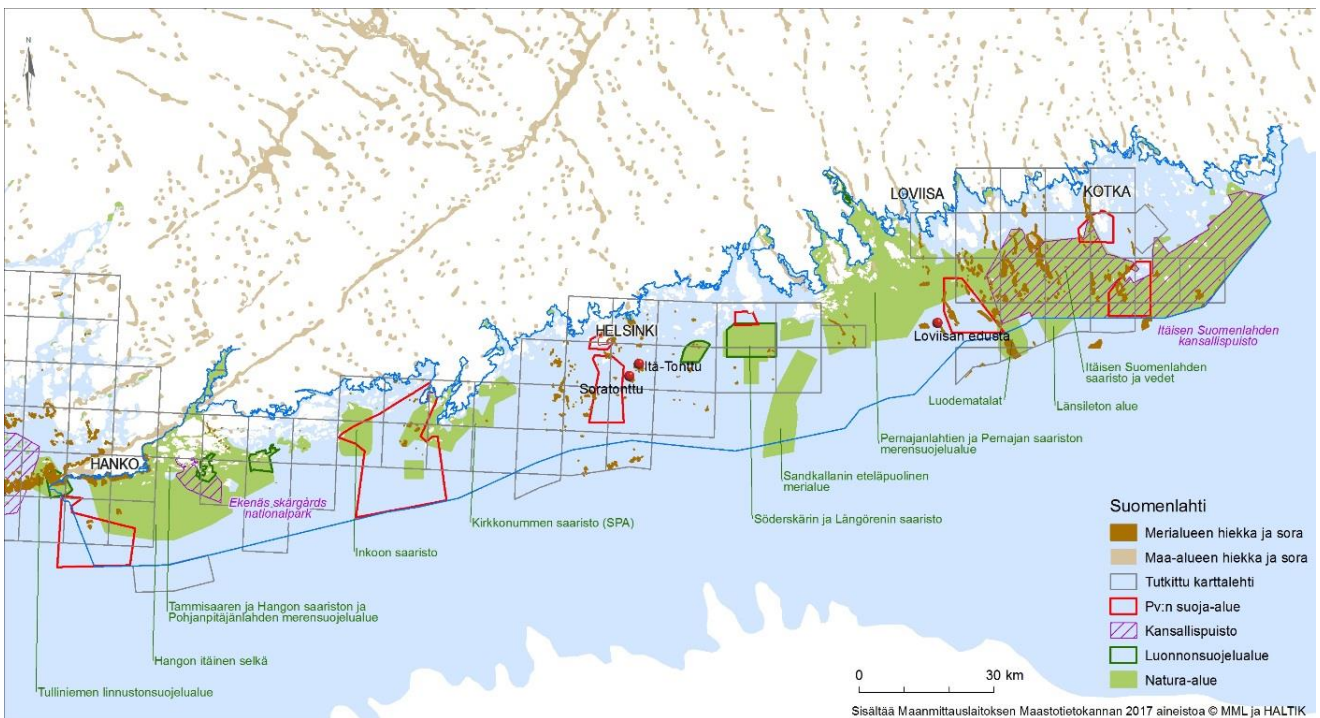 N
LOVIISA
KOTKA
HELSINKI
Itä-Tonttu
Soratonttu
Loviisan edusta
Itäisen Suomenlahden
kansallispuisto
Itäisen Suomenlahden
saaristo ja vedet
Luodematalat
Länsileton alue
HANKO
Pernajanlahtien ja Pernajan saariston
merensuojelualue
Sandkallanin eteläpuolinen
merialue
Ekenäs skärgårds
nationalpark
Kirkkonummen saaristo (SPA)
Söderskärin ja Långörenin saaristo
Inkoon saaristo
Tammisaaren ja Hangon saariston ja
Pohjanpitäjänlahden merensuojelualue
Hangon itäinen selkä
Tulliniemen linnustonsuojelualue
Suomenlahti
Merialueen hiekka ja sora
Maa-alueen hiekka ja sora
Tutkittu karttalehti
Pv:n suoja-alue
Kansallispuisto
Luonnonsuojelualue
Natura-alue
0 30 km
Sisältää Maanmittauslaitoksen Maastotietokannan 2017 aineistoa © MML ja HALTIK